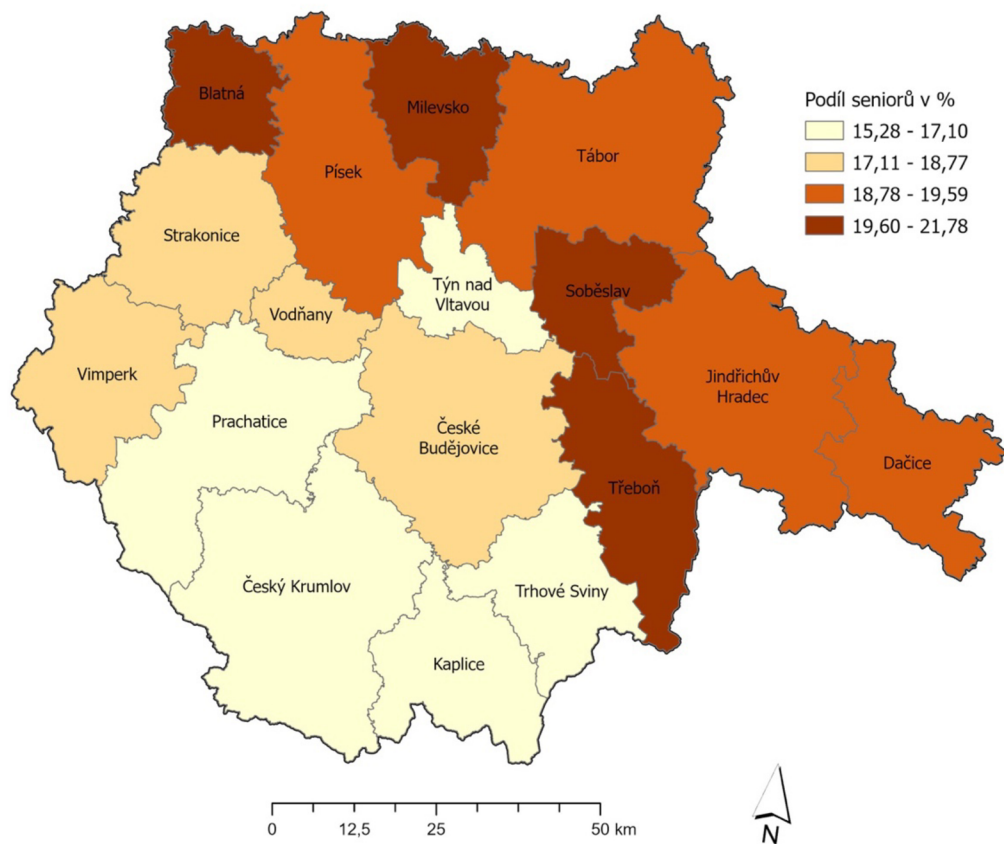 Blatná
Milevsko
Tábor
Písek
Strakonice
Týn nad
Vltavou
Soběslav
Vodňany
Vimperk
Jindřichův
Hradec
Prachatice
České
Budějovice
Dačice
Třeboň
Český Krumlov
Trhové Sviny
Kaplice
Podíl seniorů v %
15,28 - 17,10
17,11 - 18,77
18,78 - 19,59
19,60 - 21,78
0 12,5 25 50 km
N